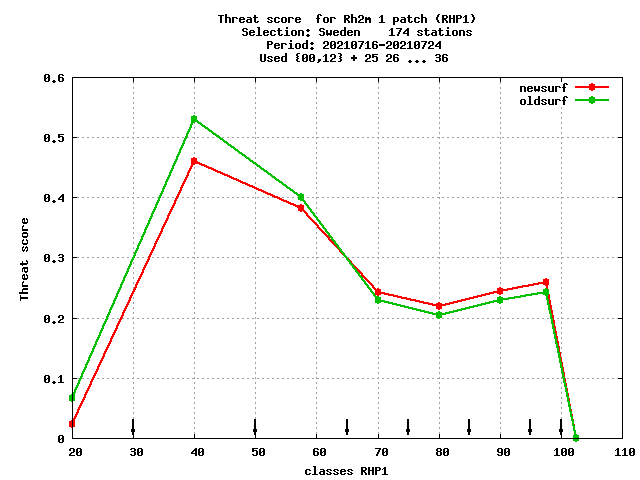 Threat score  for Rh2m 1 patch (RHP1)
Selection: Sweden    174 stations
Period: 20210716-20210724
Used {00,12} + 25 26 ... 36
newsurf
oldsurf
Threat score
0.6
0.5
0.4
0.3
0.2
0.1
0
20 30 40 50 60 70 80 90 100 110
classes RHP1